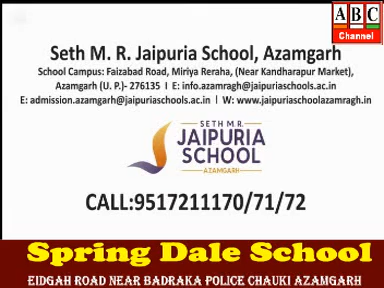 ABC
Channel
Seth M. R. Jaipuria School, Azamgarh
School Campus: Faizabad Road, Miriya Reraha, (Near Kandharapur Market),
Azamgarh (U. P.)- 276135 I E: info.azamragh@jaipuriaschools.ac.in
E: admission.azamgarh@jaipuriaschools.ac.in I W: www.jaipuriaschoolazamragh.in
SETH M.R.
JAIPURIA
SCHOOL
AZAMGARH
CALL:9517211170/71/72
Spring Dale School
EIDGAH ROAD NEAR BADRAKA POLICE CHAUKI AZAMGARH